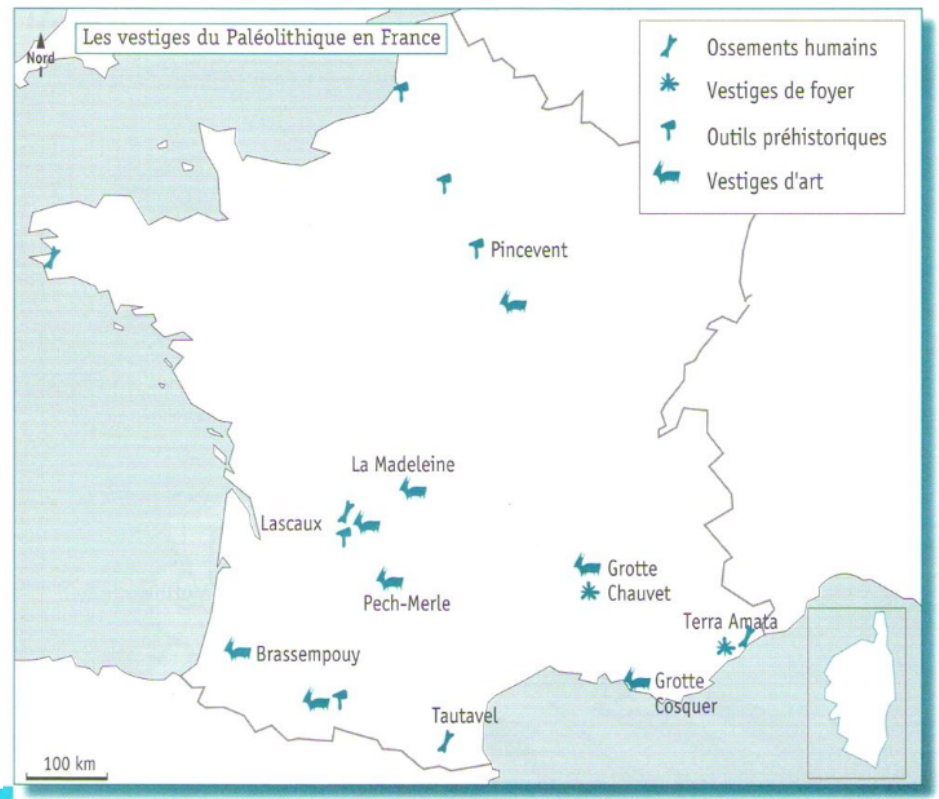 Les vestiges du Paléolithique en France
Nord
Ossements humains
Vestiges de foyer
Outils préhistoriques
Vestiges d'art
Pincevent
La Madeleine
Lascaux
Pech-Merle
Grotte
Chauvet
Terra Amata
Brassempouy
Grotte
Cosquer
Tautavel
100 km